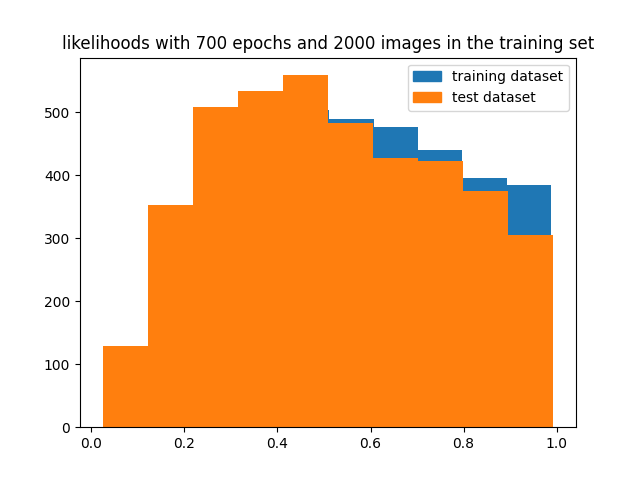 likelihoods with 700 epochs and 2000 images in the training set
training dataset
test dataset
500
400
300
200
100
0
0.0 0.2 0.4 0.6 0.8 1.0